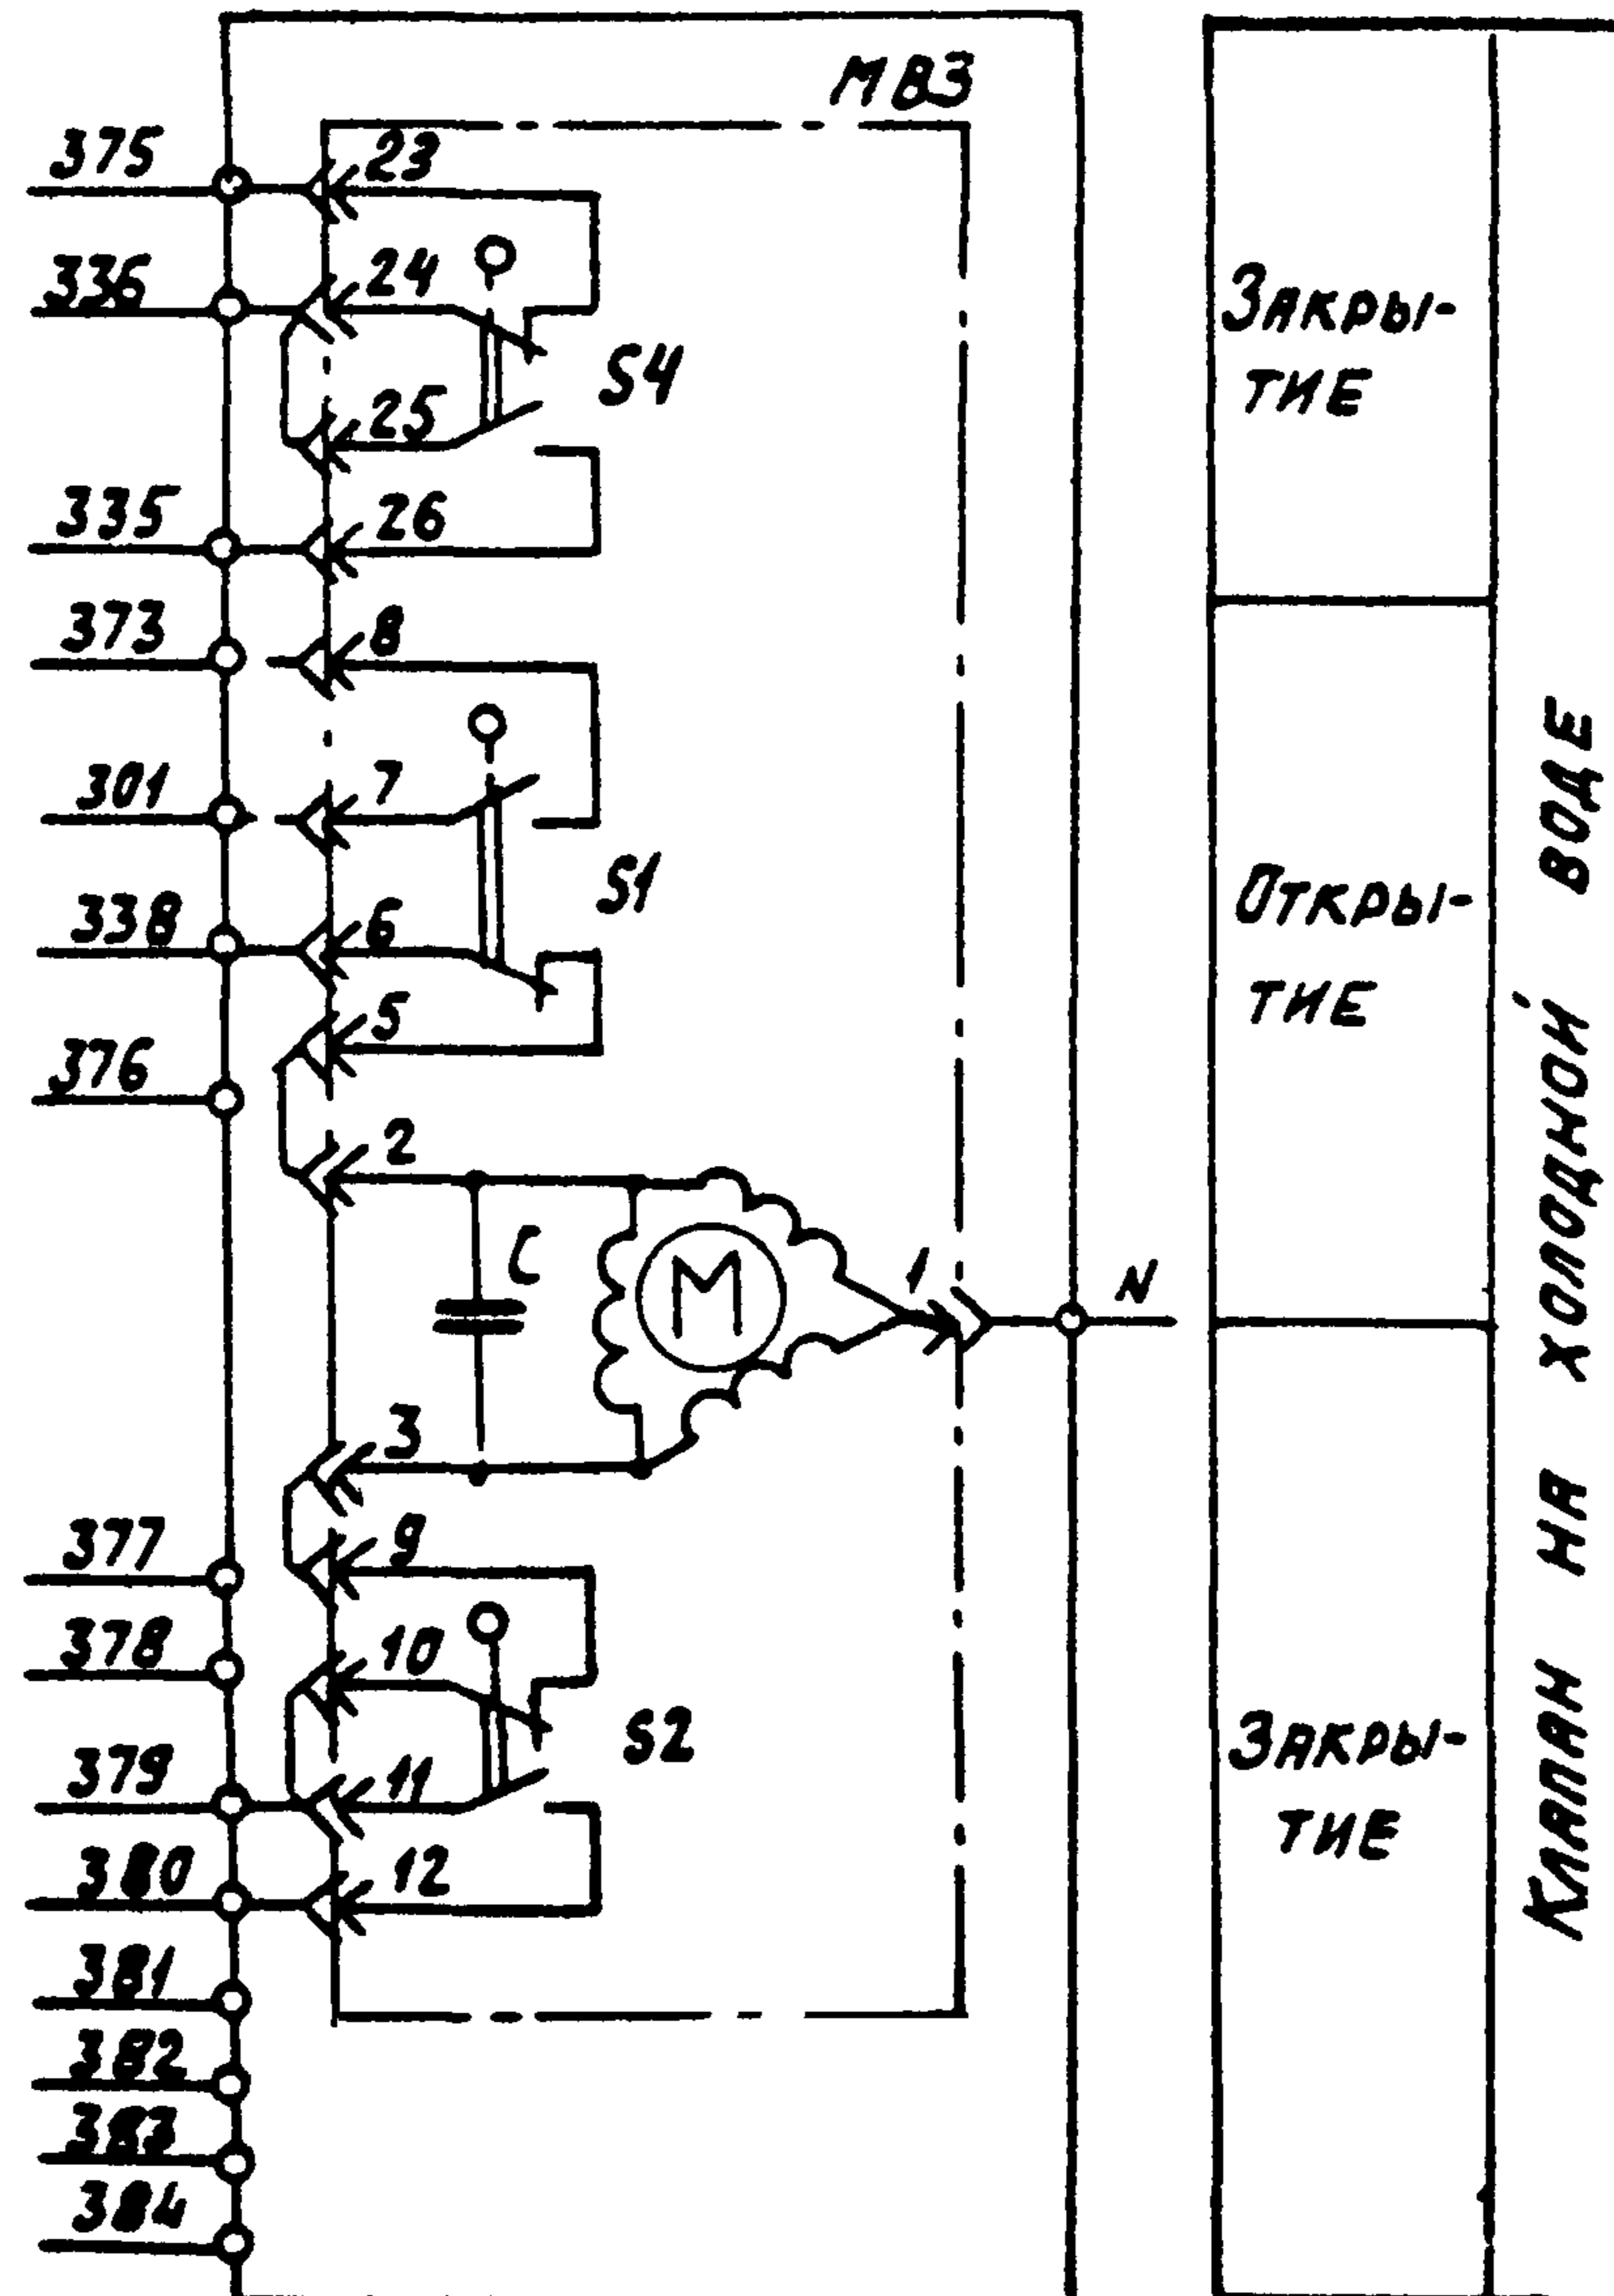 МВ3
375
23
336
24
S4
25
335
26
373
8
301
7
S1
338
6
5
376
2
C
M
1
N
3
377
9
378
10
S2
379
11
380
12
381
382
383
384
Закры-
тие
Откры-
тие
Закры-
тие
Клапан на холодной воде